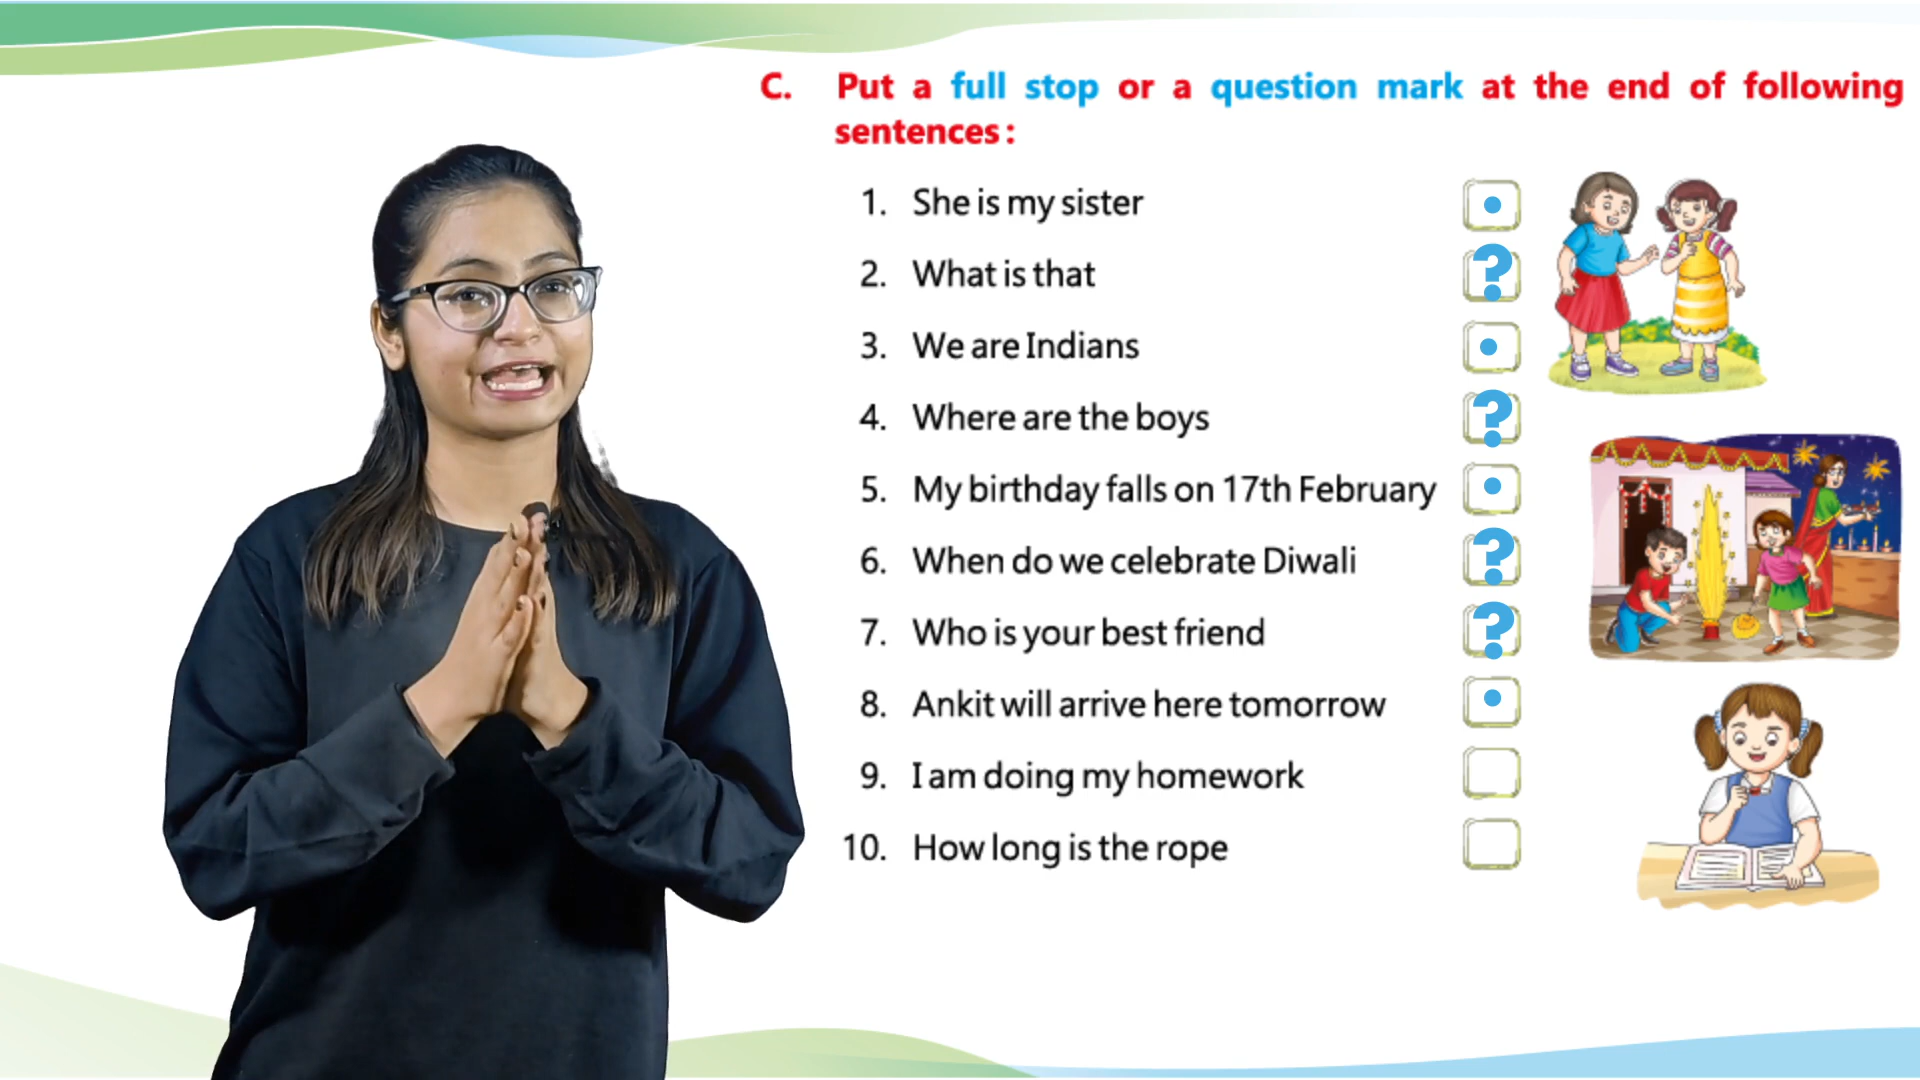 C. Put a full stop or a question mark at the end of following
sentences:
1. She is my sister .
2. What is that ?
3. We are Indians .
4. Where are the boys ?
5. My birthday falls on 17th February .
6. When do we celebrate Diwali ?
7. Who is your best friend ?
8. Ankit will arrive here tomorrow .
9. I am doing my homework
10. How long is the rope